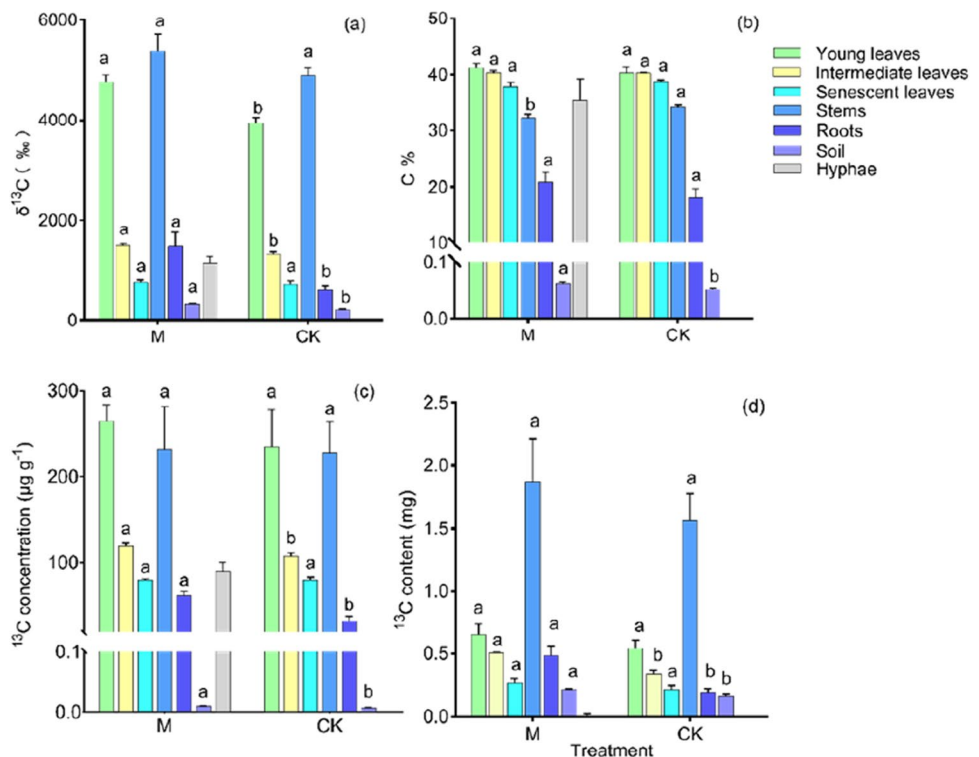 (a)
δ¹³C ( ‰)
6000
4000
2000
0
a
a
a
a
a
a
b
b
a
a
b
b
M
CK
(b)
C %
40
30
20
10
0.1
0.0
a
a
a
b
a
a
a
a
a
a
a
b
M
CK
Young leaves
Intermediate leaves
Senescent leaves
Stems
Roots
Soil
Hyphae
(c)
¹³C concentration (µg g⁻¹)
300
200
100
0.1
0.0
a
a
a
a
a
a
a
b
a
a
b
b
M
CK
(d)
¹³C content (mg)
2.5
2.0
1.5
1.0
0.5
0.0
a
a
a
a
a
a
a
b
a
a
b
b
M
CK
Treatment